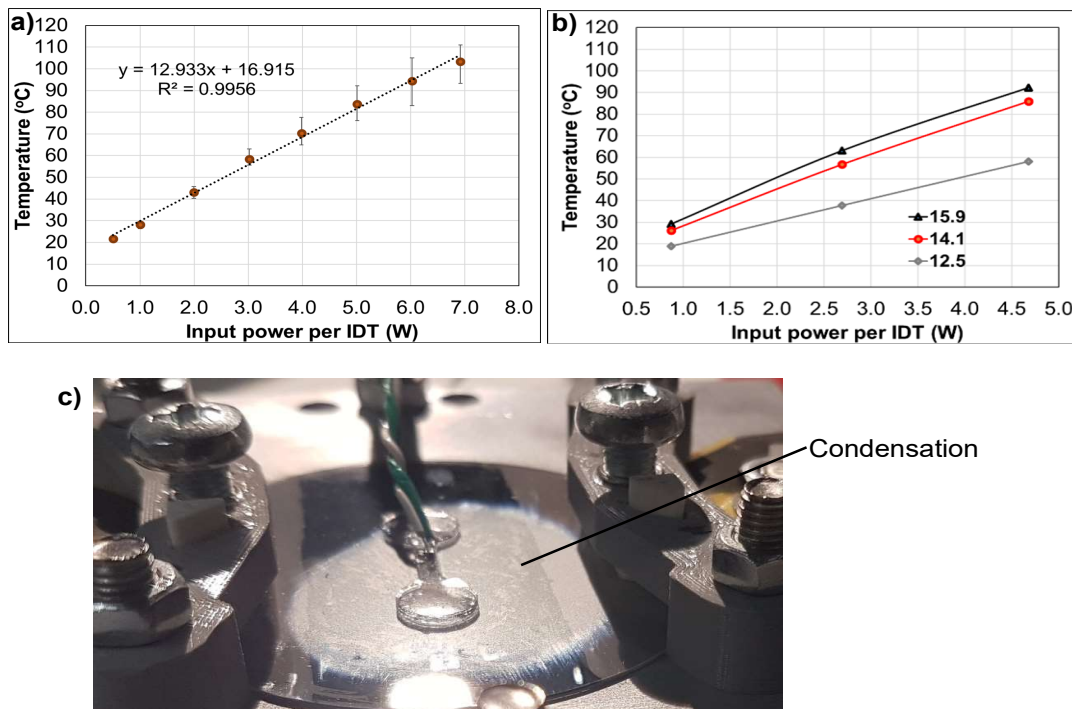 a)
120
110
100
90
80
70
60
50
40
30
20
10
0
Temperature (ºC)
y = 12.933x + 16.915
R² = 0.9956
0.0 1.0 2.0 3.0 4.0 5.0 6.0 7.0 8.0
Input power per IDT (W)
b)
120
110
100
90
80
70
60
50
40
30
20
10
0
Temperature (ºC)
15.9
14.1
12.5
0.5 1.0 1.5 2.0 2.5 3.0 3.5 4.0 4.5 5.0
Input power per IDT (W)
c)
Condensation